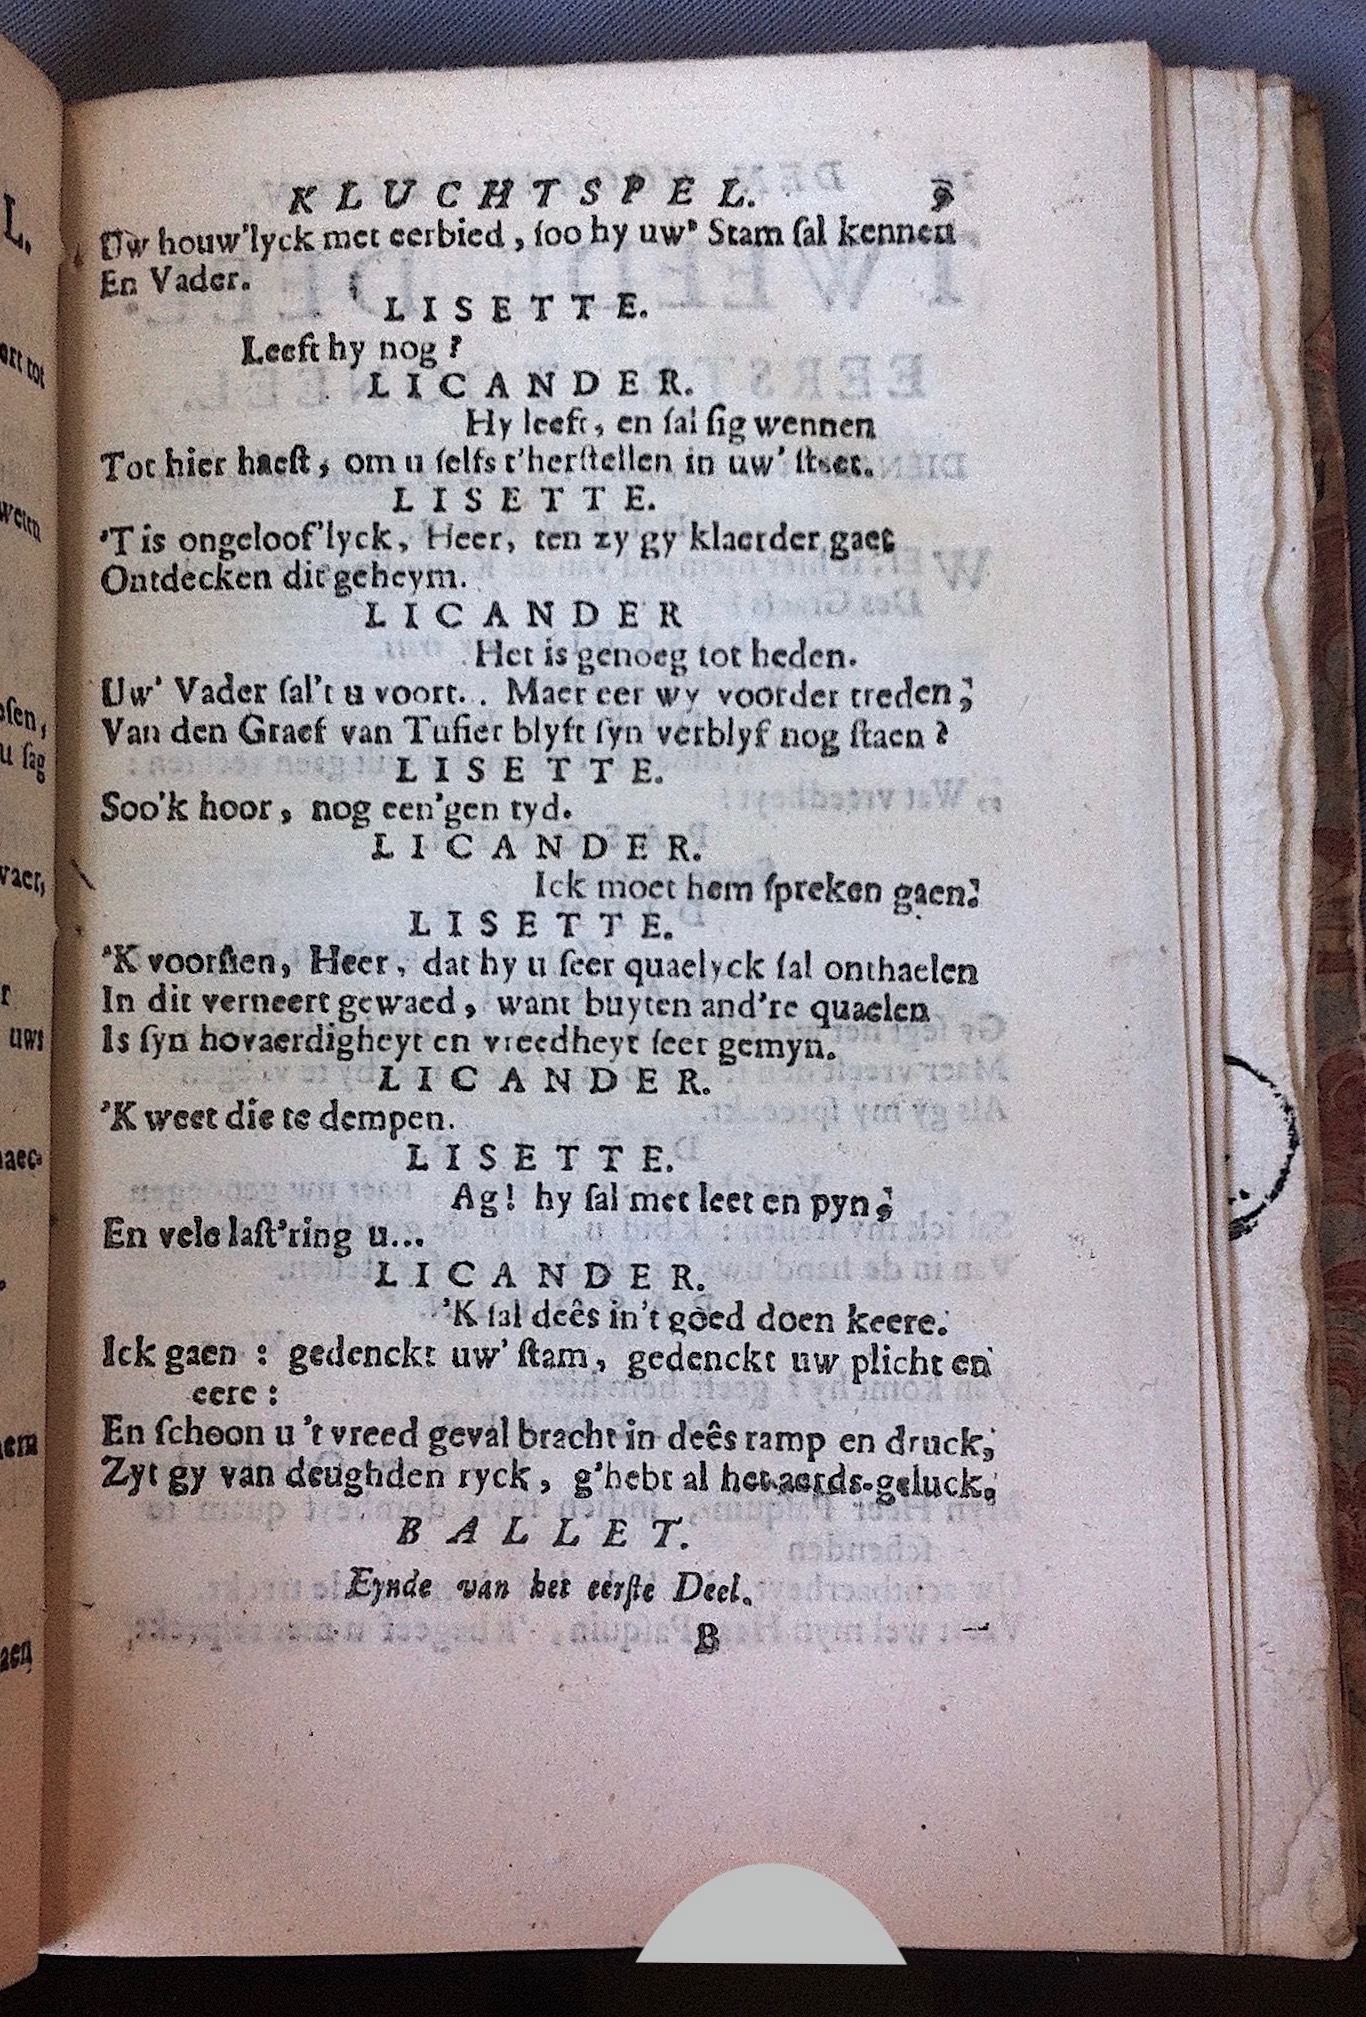 KLUCHTSPEL. 9
Uw houw'lyck met eerbied, ſoo hy uw' Stam ſal kennen
En Vader.
LISETTE.
Leeft hy nog?
LICANDER.
Hy leeft, en ſal ſig wennen
Tot hier haeſt, om u ſelfs t'herſtellen in uw' ſtaet.
LISETTE.
'T is ongeloof'lyck, Heer, ten zy gy klaerder gaet
Ontdecken dit geheym.
LICANDER
Het is genoeg tot heden.
Uw' Vader ſal't u voort.. Maer eer wy voorder treden;
Van den Graef van Tufier blyft ſyn verblyf nog ſtaen?
LISETTE.
Soo'k hoor, nog een'gen tyd.
LICANDER.
Ick moet hem ſpreken gaen.
LISETTE.
'K voorſien, Heer, dat hy u ſeer quaelyck ſal onthaelen
In dit verneert gewaed, want buyten and're quaelen
Is ſyn hovaerdigheyt en vreedheyt ſeer gemyn.
LICANDER.
'K weet die te dempen.
LISETTE.
Ag! hy ſal met leet en pyn,
En vele laſt'ring u...
LICANDER.
'K ſal deês in't goed doen keere.
Ick gaen: gedenckt uw' ſtam, gedenckt uw plicht en
eere:
En ſchoon u 't vreed geval bracht in deês ramp en druck,
Zyt gy van deughden ryck, g'hebt al het aerds-geluck.
BALLET.
Eynde van het eerſte Deel.
B